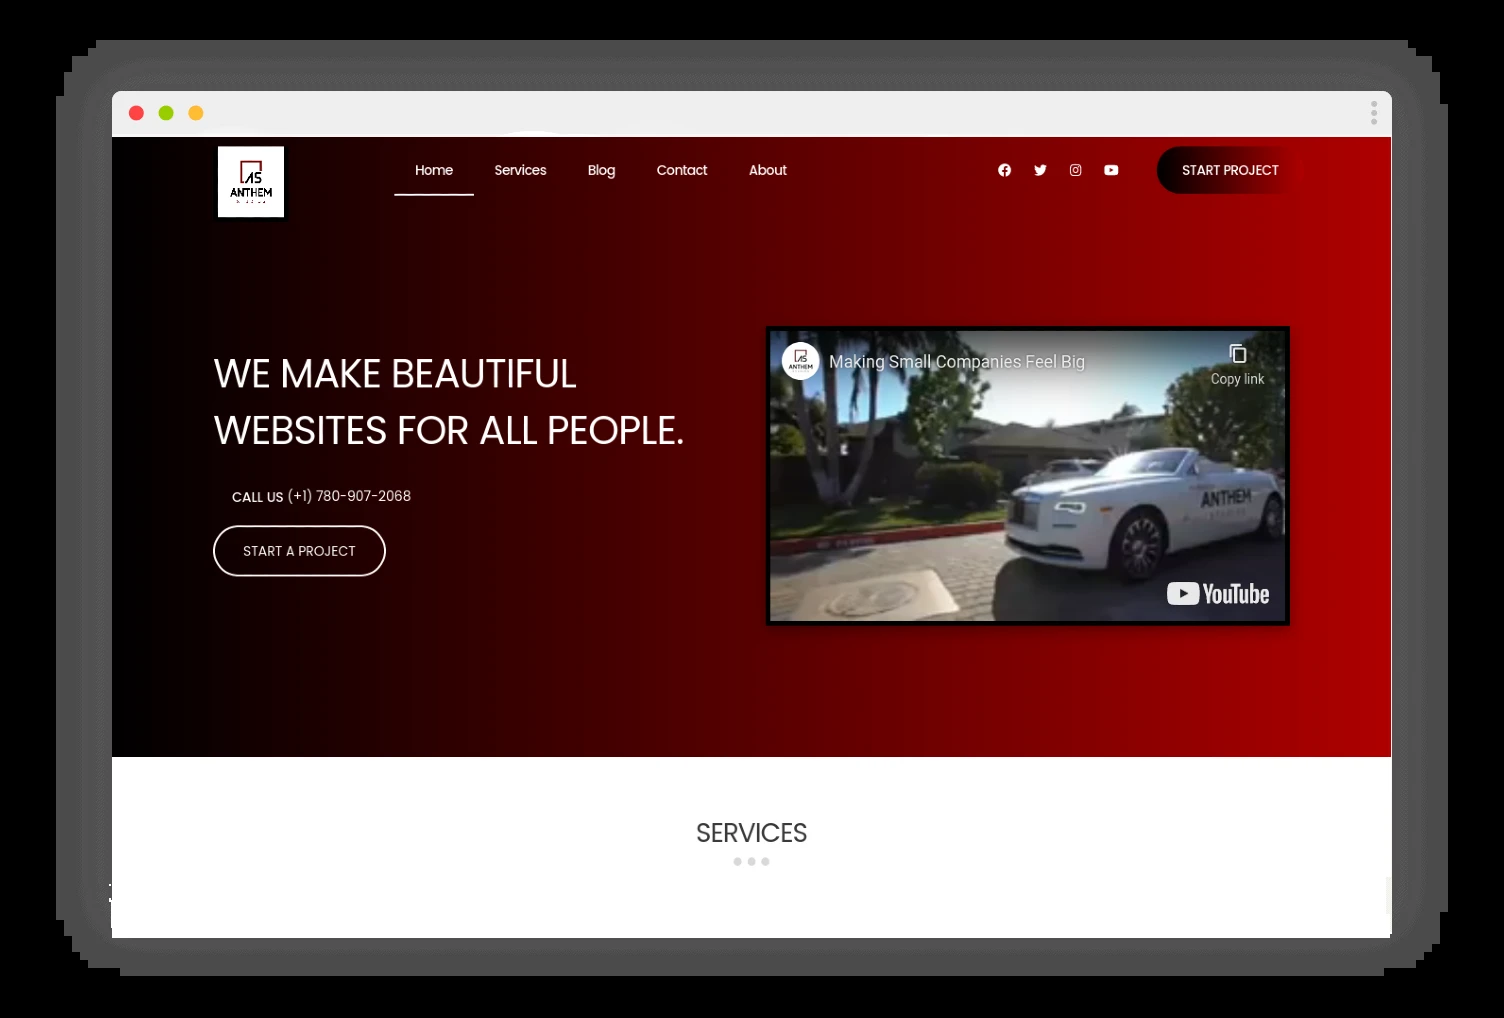 AS
ANTHEM
Home
Services
Blog
Contact
About
START PROJECT
WE MAKE BEAUTIFUL
WEBSITES FOR ALL PEOPLE.
CALL US (+1) 780-907-2068
START A PROJECT
AS
ANTHEM
Making Small Companies Feel Big
Copy link
ANTHEM
YouTube
SERVICES